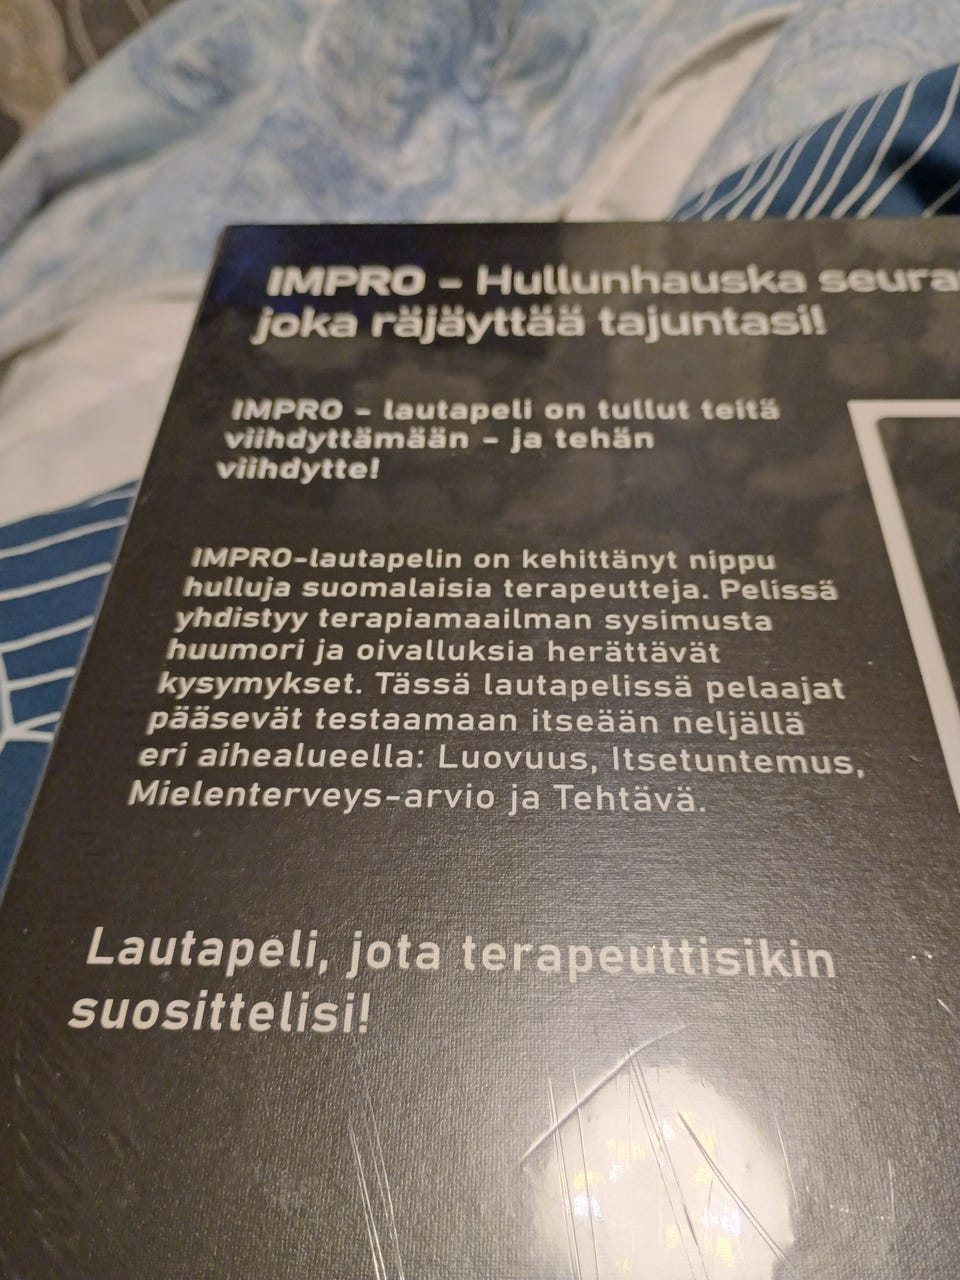 IMPRO - Hullunhauska
joka räjäyttää tajuntasi!
IMPRO - lautapeli on tullut teitä
viihdyttämään - ja tehän
viihdytte!
IMPRO-lautapelin on kehittänyt nippu
hulluja suomalaisia terapeutteja. Pelissä
yhdistyy terapiamaailman sysimusta
huumori ja oivalluksia herättävät
kysymykset. Tässä lautapelissä pelaajat
pääsevät testaamaan itseään neljällä
eri aihealueella: Luovuus, Itsetuntemus,
Mielenterveys-arvio ja Tehtävä.
Lautapeli, jota terapeuttisikin
suosittelisi!